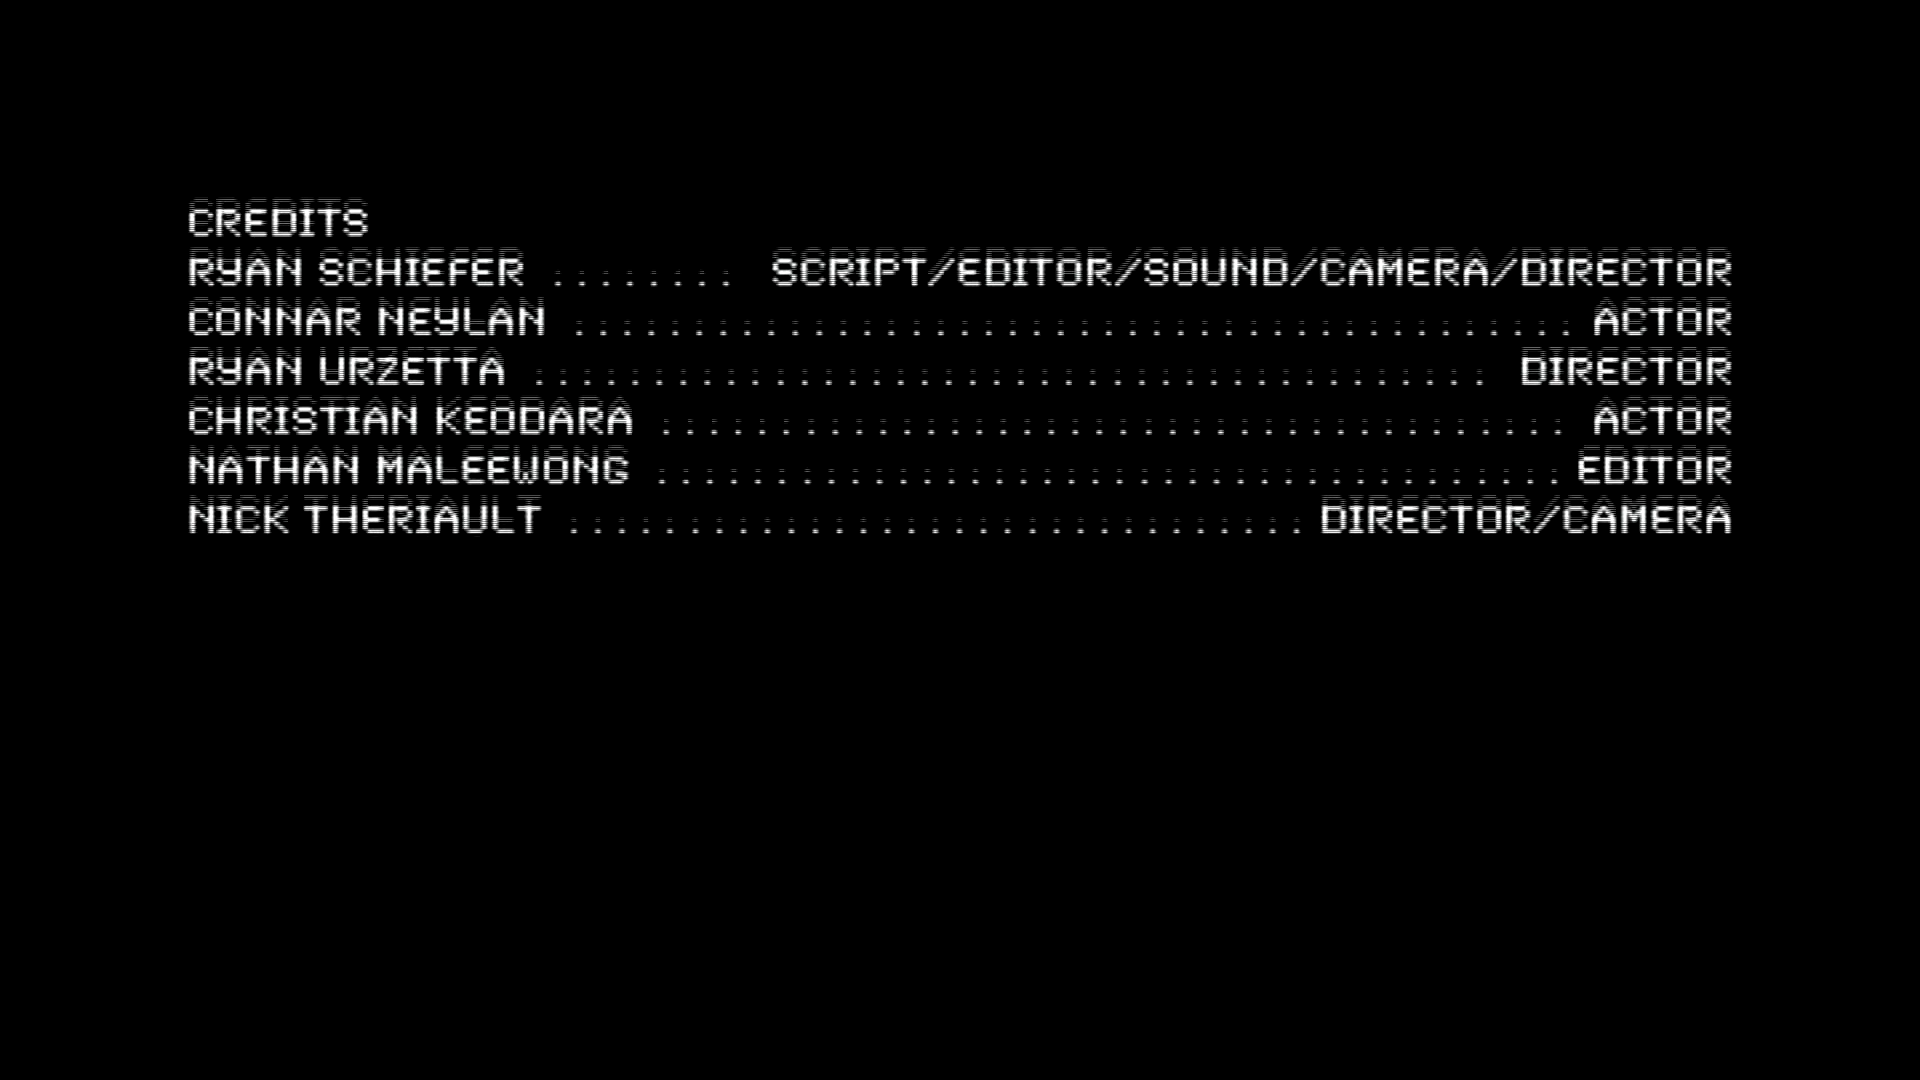 CREDITS
RYAN SCHIEFER ........ SCRIPT/EDITOR/SOUND/CAMERA/DIRECTOR
CONNAR NEYLAN .......................................... ACTOR
RYAN URZETTA ........................................ DIRECTOR
CHRISTIAN KEODARA ...................................... ACTOR
NATHAN MALEEWONG ...................................... EDITOR
NICK THERIAULT ............................... DIRECTOR/CAMERA